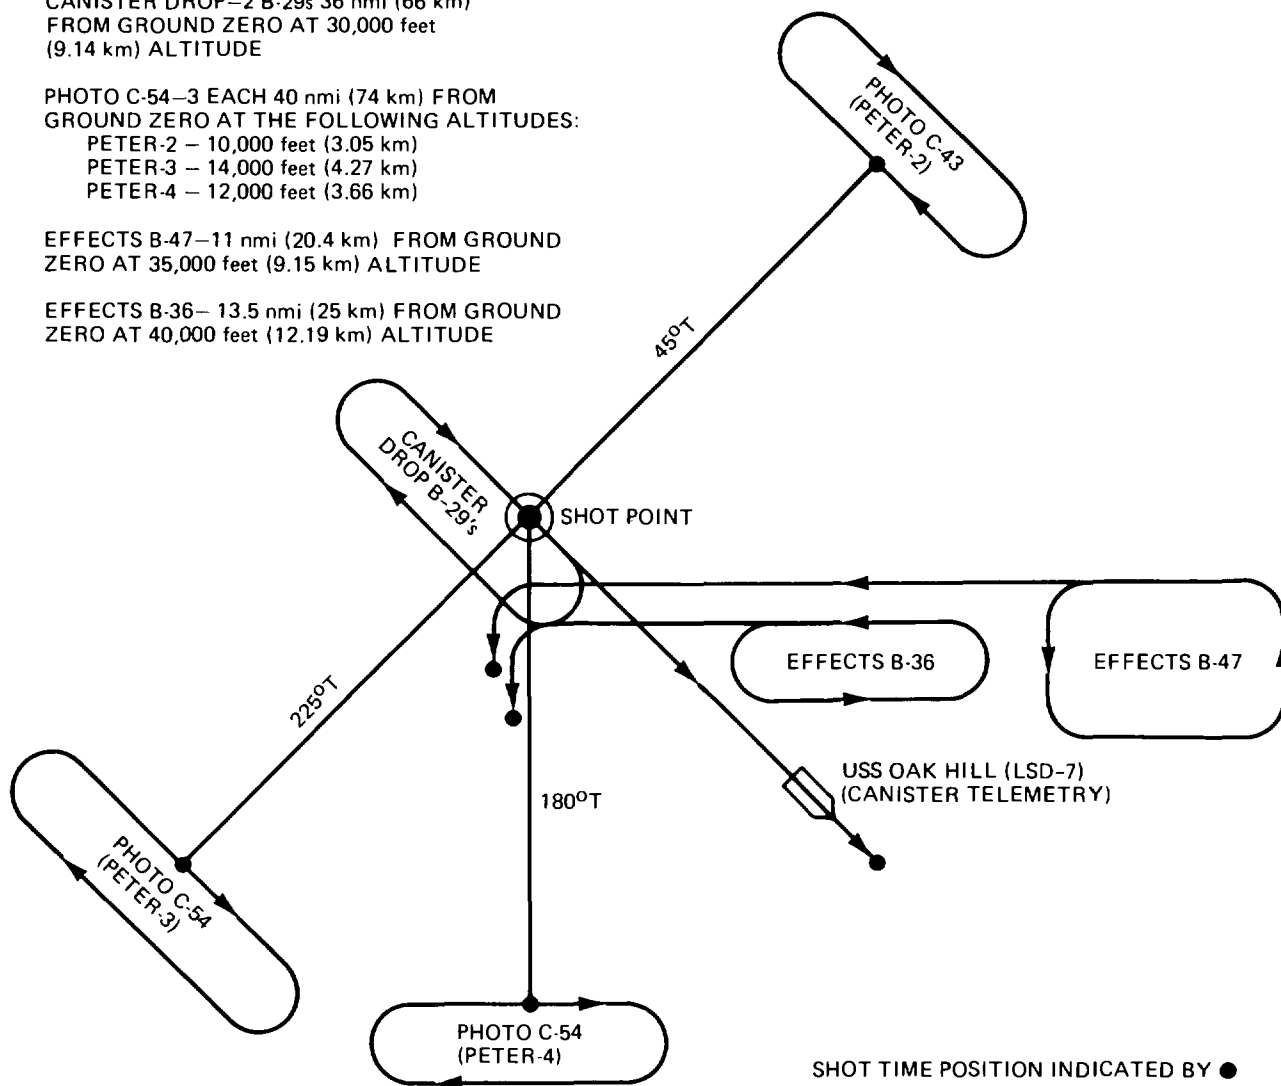 CANISTER DROP–2 B-29s 36 nmi (66 km)
FROM GROUND ZERO AT 30,000 feet
(9.14 km) ALTITUDE
PHOTO C-54–3 EACH 40 nmi (74 km) FROM
GROUND ZERO AT THE FOLLOWING ALTITUDES:
PETER-2 – 10,000 feet (3.05 km)
PETER-3 – 14,000 feet (4.27 km)
PETER-4 – 12,000 feet (3.66 km)
EFFECTS B-47–11 nmi (20.4 km) FROM GROUND
ZERO AT 35,000 feet (9.15 km) ALTITUDE
EFFECTS B-36– 13.5 nmi (25 km) FROM GROUND
ZERO AT 40,000 feet (12.19 km) ALTITUDE
PHOTO C-43
(PETER-2)
45°T
CANISTER
DROP B-29's
SHOT POINT
EFFECTS B-36
EFFECTS B-47
225°T
USS OAK HILL (LSD-7)
(CANISTER TELEMETRY)
180°T
PHOTO C-54
(PETER-3)
PHOTO C-54
(PETER-4)
SHOT TIME POSITION INDICATED BY ●